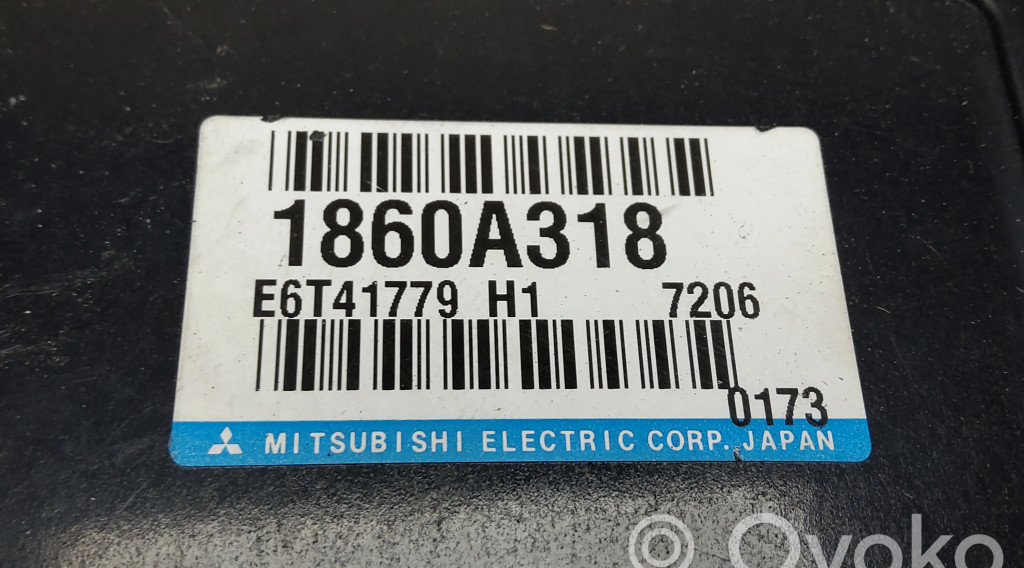 1860A318
E6T41779 H1 7206
0173
MITSUBISHI ELECTRIC CORP. JAPAN
© Ovoko